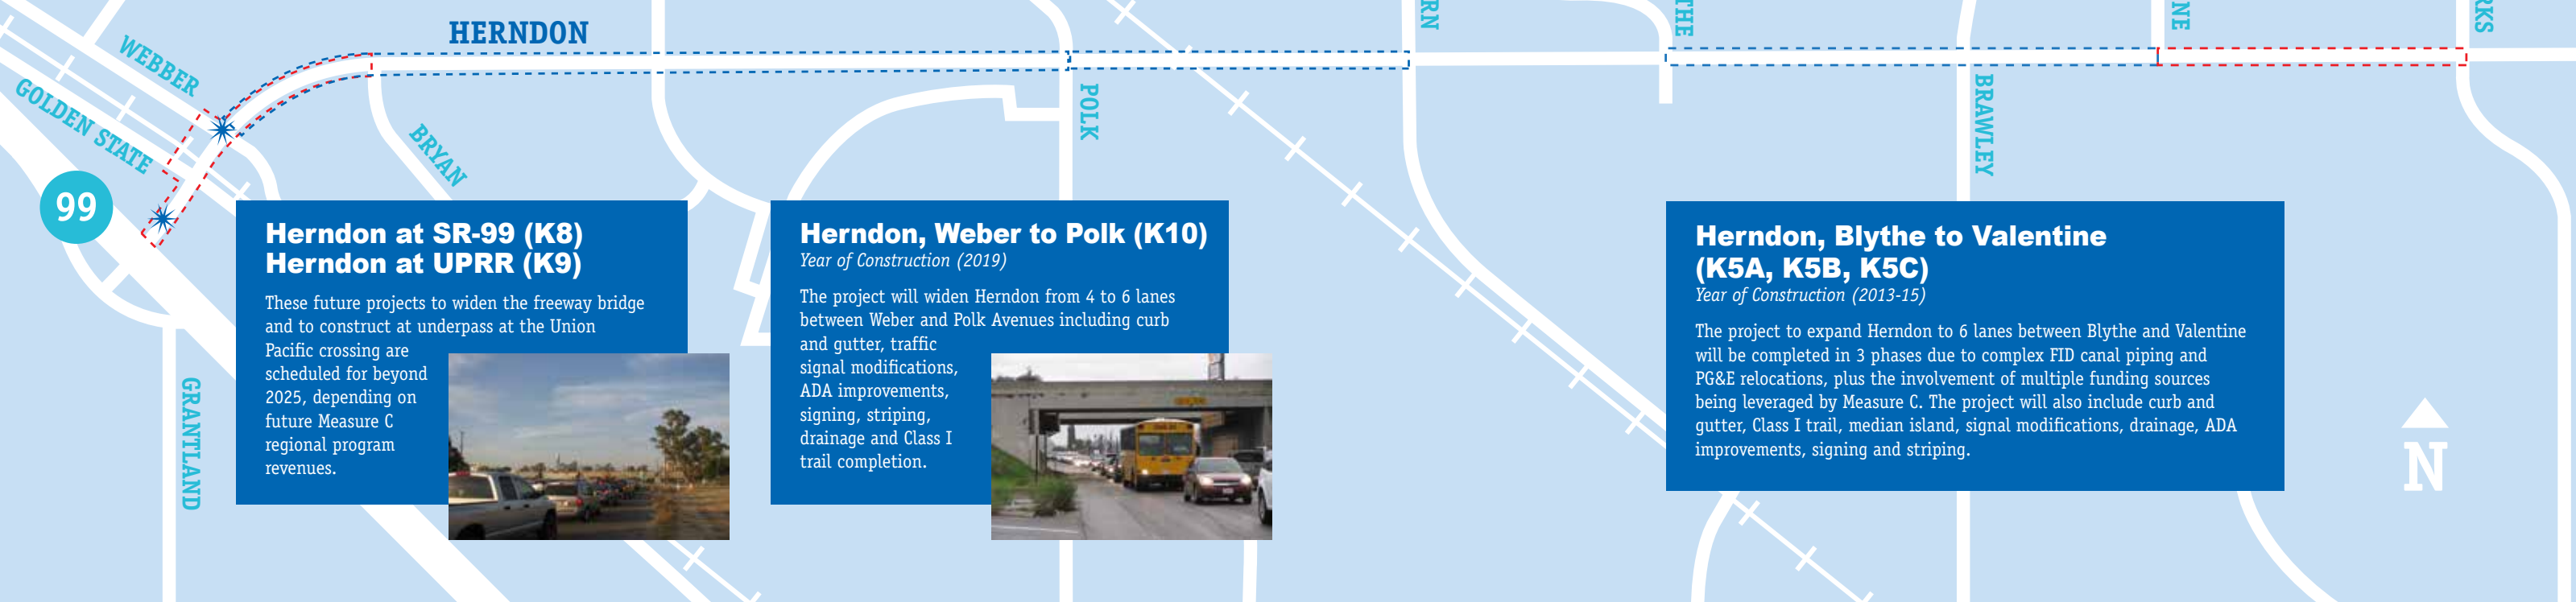 HERNDON
WEBBER
GOLDEN STATE
99
BRYAN
GRANTLAND
POLK
RN
THE
BRAWLEY
NE
RKS
Herndon at SR-99 (K8)
Herndon at UPRR (K9)
These future projects to widen the freeway bridge
and to construct at underpass at the Union
Pacific crossing are
scheduled for beyond
2025, depending on
future Measure C
regional program
revenues.
Herndon, Weber to Polk (K10)
Year of Construction (2019)
The project will widen Herndon from 4 to 6 lanes
between Weber and Polk Avenues including curb
and gutter, traffic
signal modifications,
ADA improvements,
signing, striping,
drainage and Class I
trail completion.
Herndon, Blythe to Valentine
(K5A, K5B, K5C)
Year of Construction (2013-15)
The project to expand Herndon to 6 lanes between Blythe and Valentine
will be completed in 3 phases due to complex FID canal piping and
PG&E relocations, plus the involvement of multiple funding sources
being leveraged by Measure C. The project will also include curb and
gutter, Class I trail, median island, signal modifications, drainage, ADA
improvements, signing and striping.
N